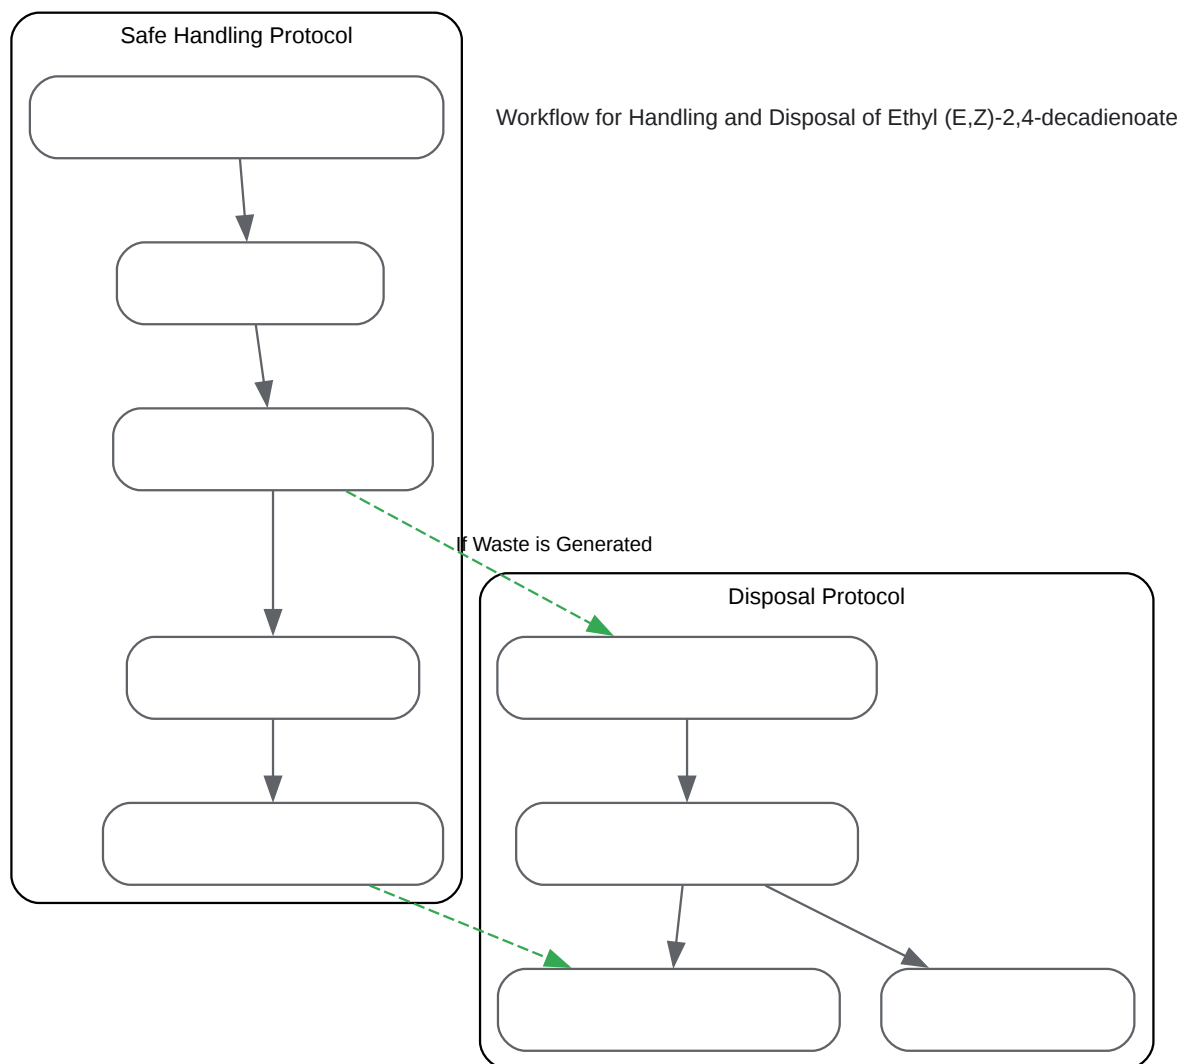 Safe Handling Protocol
Workflow for Handling and Disposal of Ethyl (E,Z)-2,4-decadienoate
If Waste is Generated
Disposal Protocol